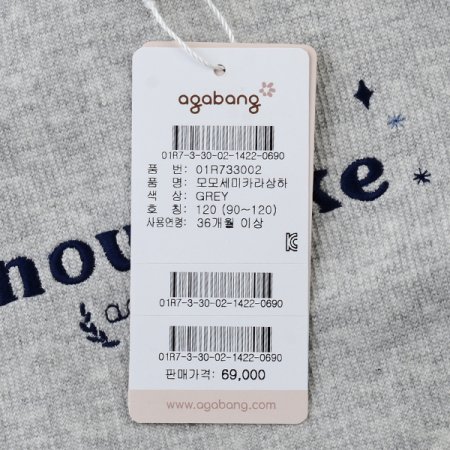 agabang
01R7-3-30-02-1422-0690
품 번: 01R733002
품 명: 모모세미카라상하
색 상: GREY
호 칭: 120 (90~120)
사용연령: 36개월 이상
01R7-3-30-02-1422-0690
01R7-3-30-02-1422-0690
판매가격: 69,000
www.agabang.com